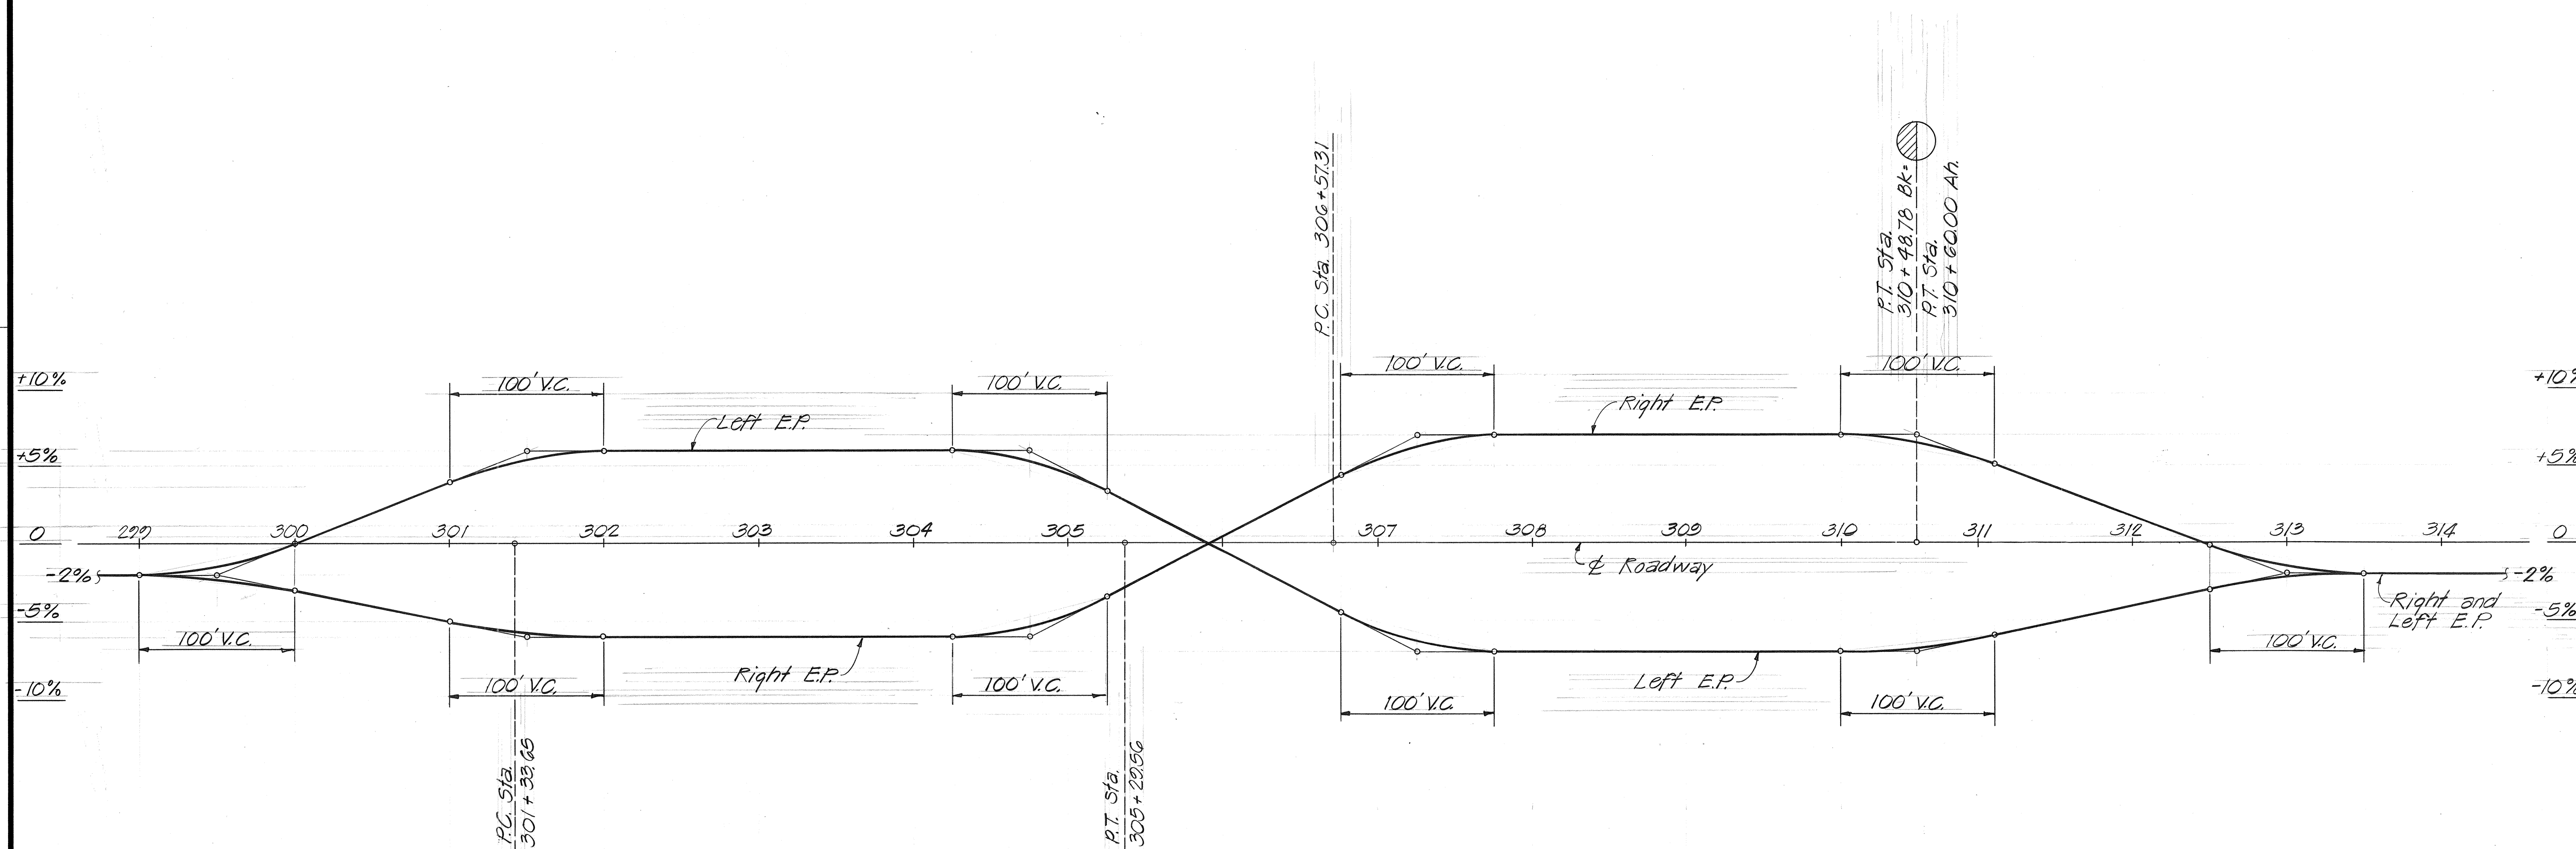 P.C. Sta. 306+57.31
P.T. Sta.
310+48.78 Bk=
P.T. Sta.
310+60.00 Ah.
+10%
100' V.C.
100' V.C.
100' V.C.
100' V.C.
+10%
Left E.P.
Right E.P.
+5%
+5%
0
299
300
301
302
303
304
305
307
308
309
310
311
312
313
314
0
℄ Roadway
-2%
-2%
-5%
Right and
Left E.P.
-5%
100' V.C.
100' V.C.
Right E.P.
Left E.P.
-10%
100' V.C.
100' V.C.
100' V.C.
100' V.C.
-10%
P.C. Sta.
301+33.65
P.T. Sta.
305+29.56